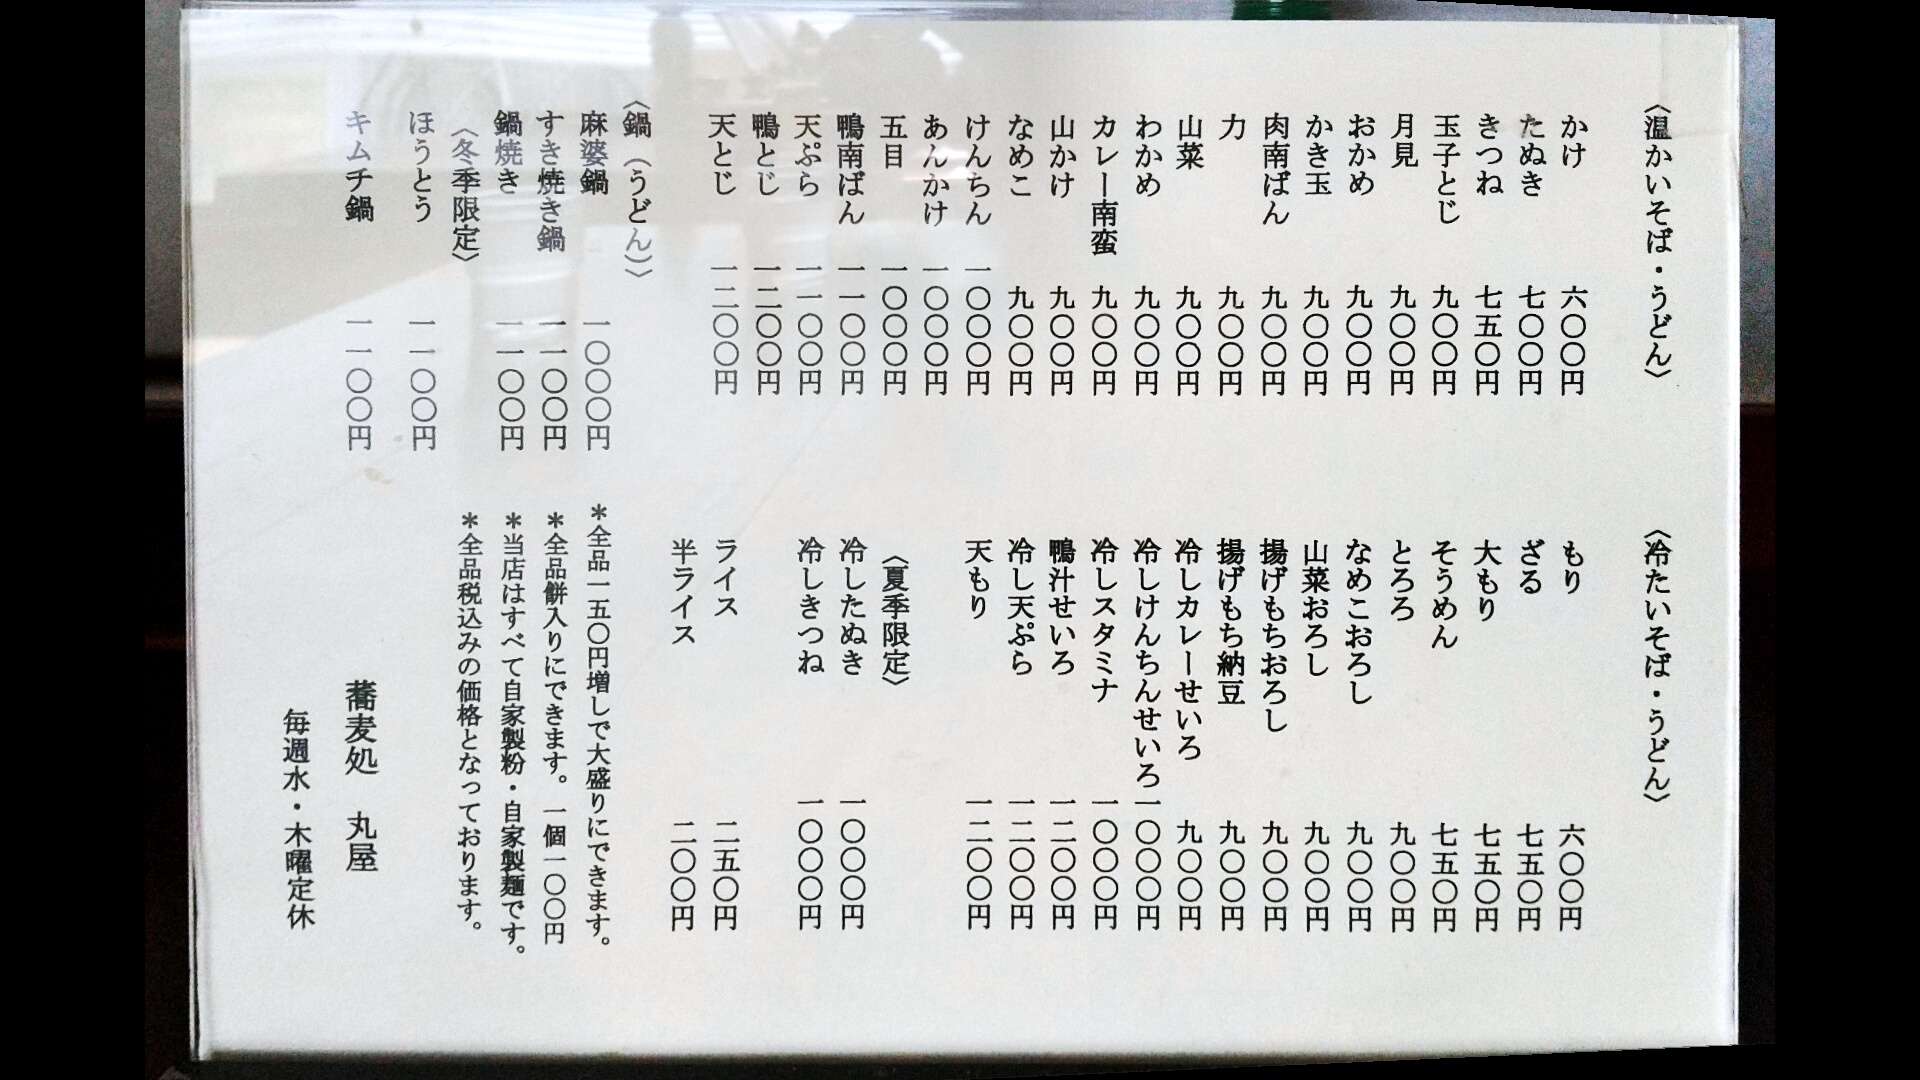 〈温かいそば・うどん〉
かけ 六〇〇円
たぬき 七〇〇円
きつね 七五〇円
玉子とじ 九〇〇円
月見 九〇〇円
おかめ 九〇〇円
かき玉 九〇〇円
肉南ばん 九〇〇円
力 九〇〇円
山菜 九〇〇円
わかめ 九〇〇円
カレー南蛮 九〇〇円
山かけ 九〇〇円
なめこ 九〇〇円
けんちん 一〇〇〇円
あんかけ 一〇〇〇円
五目 一〇〇〇円
鴨南ばん 一一〇〇円
天ぷら 一一〇〇円
鴨とじ 一二〇〇円
天とじ 一二〇〇円
〈鍋（うどん）〉
麻婆鍋 一〇〇〇円
すき焼き鍋 一一〇〇円
鍋焼き 一一〇〇円
〈冬季限定〉
ほうとう 一一〇〇円
キムチ鍋 一一〇〇円
〈冷たいそば・うどん〉
もり 六〇〇円
ざる 七五〇円
大もり 七五〇円
そうめん 七五〇円
とろろ 九〇〇円
なめこおろし 九〇〇円
山菜おろし 九〇〇円
揚げもちおろし 九〇〇円
揚げもち納豆 九〇〇円
冷しカレーせいろ 九〇〇円
冷しけんちんせいろ 一〇〇〇円
冷しスタミナ 一〇〇〇円
鴨汁せいろ 一二〇〇円
冷し天ぷら 一二〇〇円
天もり 一二〇〇円
〈夏季限定〉
冷したぬき 一〇〇〇円
冷しきつね 一〇〇〇円
ライス 二五〇円
半ライス 二〇〇円
＊全品一五〇円増しで大盛りにできます。
＊全品餅入りにできます。一個一〇〇円
＊当店はすべて自家製粉・自家製麺です。
＊全品税込みの価格となっております。
蕎麦処 丸屋
毎週水・木曜定休